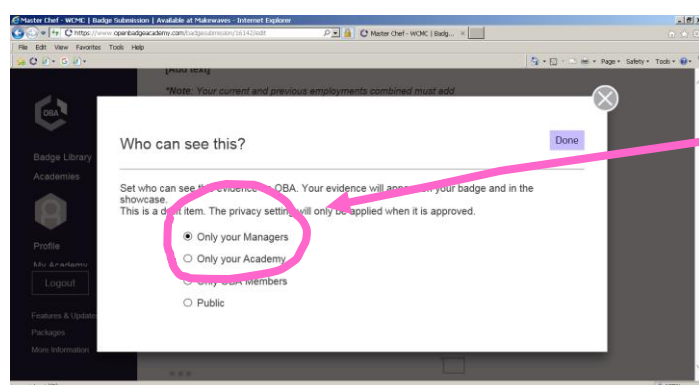 Master Chef - WCMC | Badge Submission | Available at Makewaves - Internet Explorer
https://www.openbadgeacademy.com/badgesubmission/16142/edit
Master Chef - WCMC | Badg...
File Edit View Favorites Tools Help
Page Safety Tools
[Add text]
*Note: Your current and previous employments combined must add
OBA
Who can see this?
Done
Badge Library
Academies
Set who can see this evidence on OBA. Your evidence will appear on your badge and in the
showcase.
This is a draft item. The privacy setting will only be applied when it is approved.
Only your Managers
Profile
Only your Academy
My Academy
Only OBA Members
Logout
Public
Features & Updates
Packages
More Information